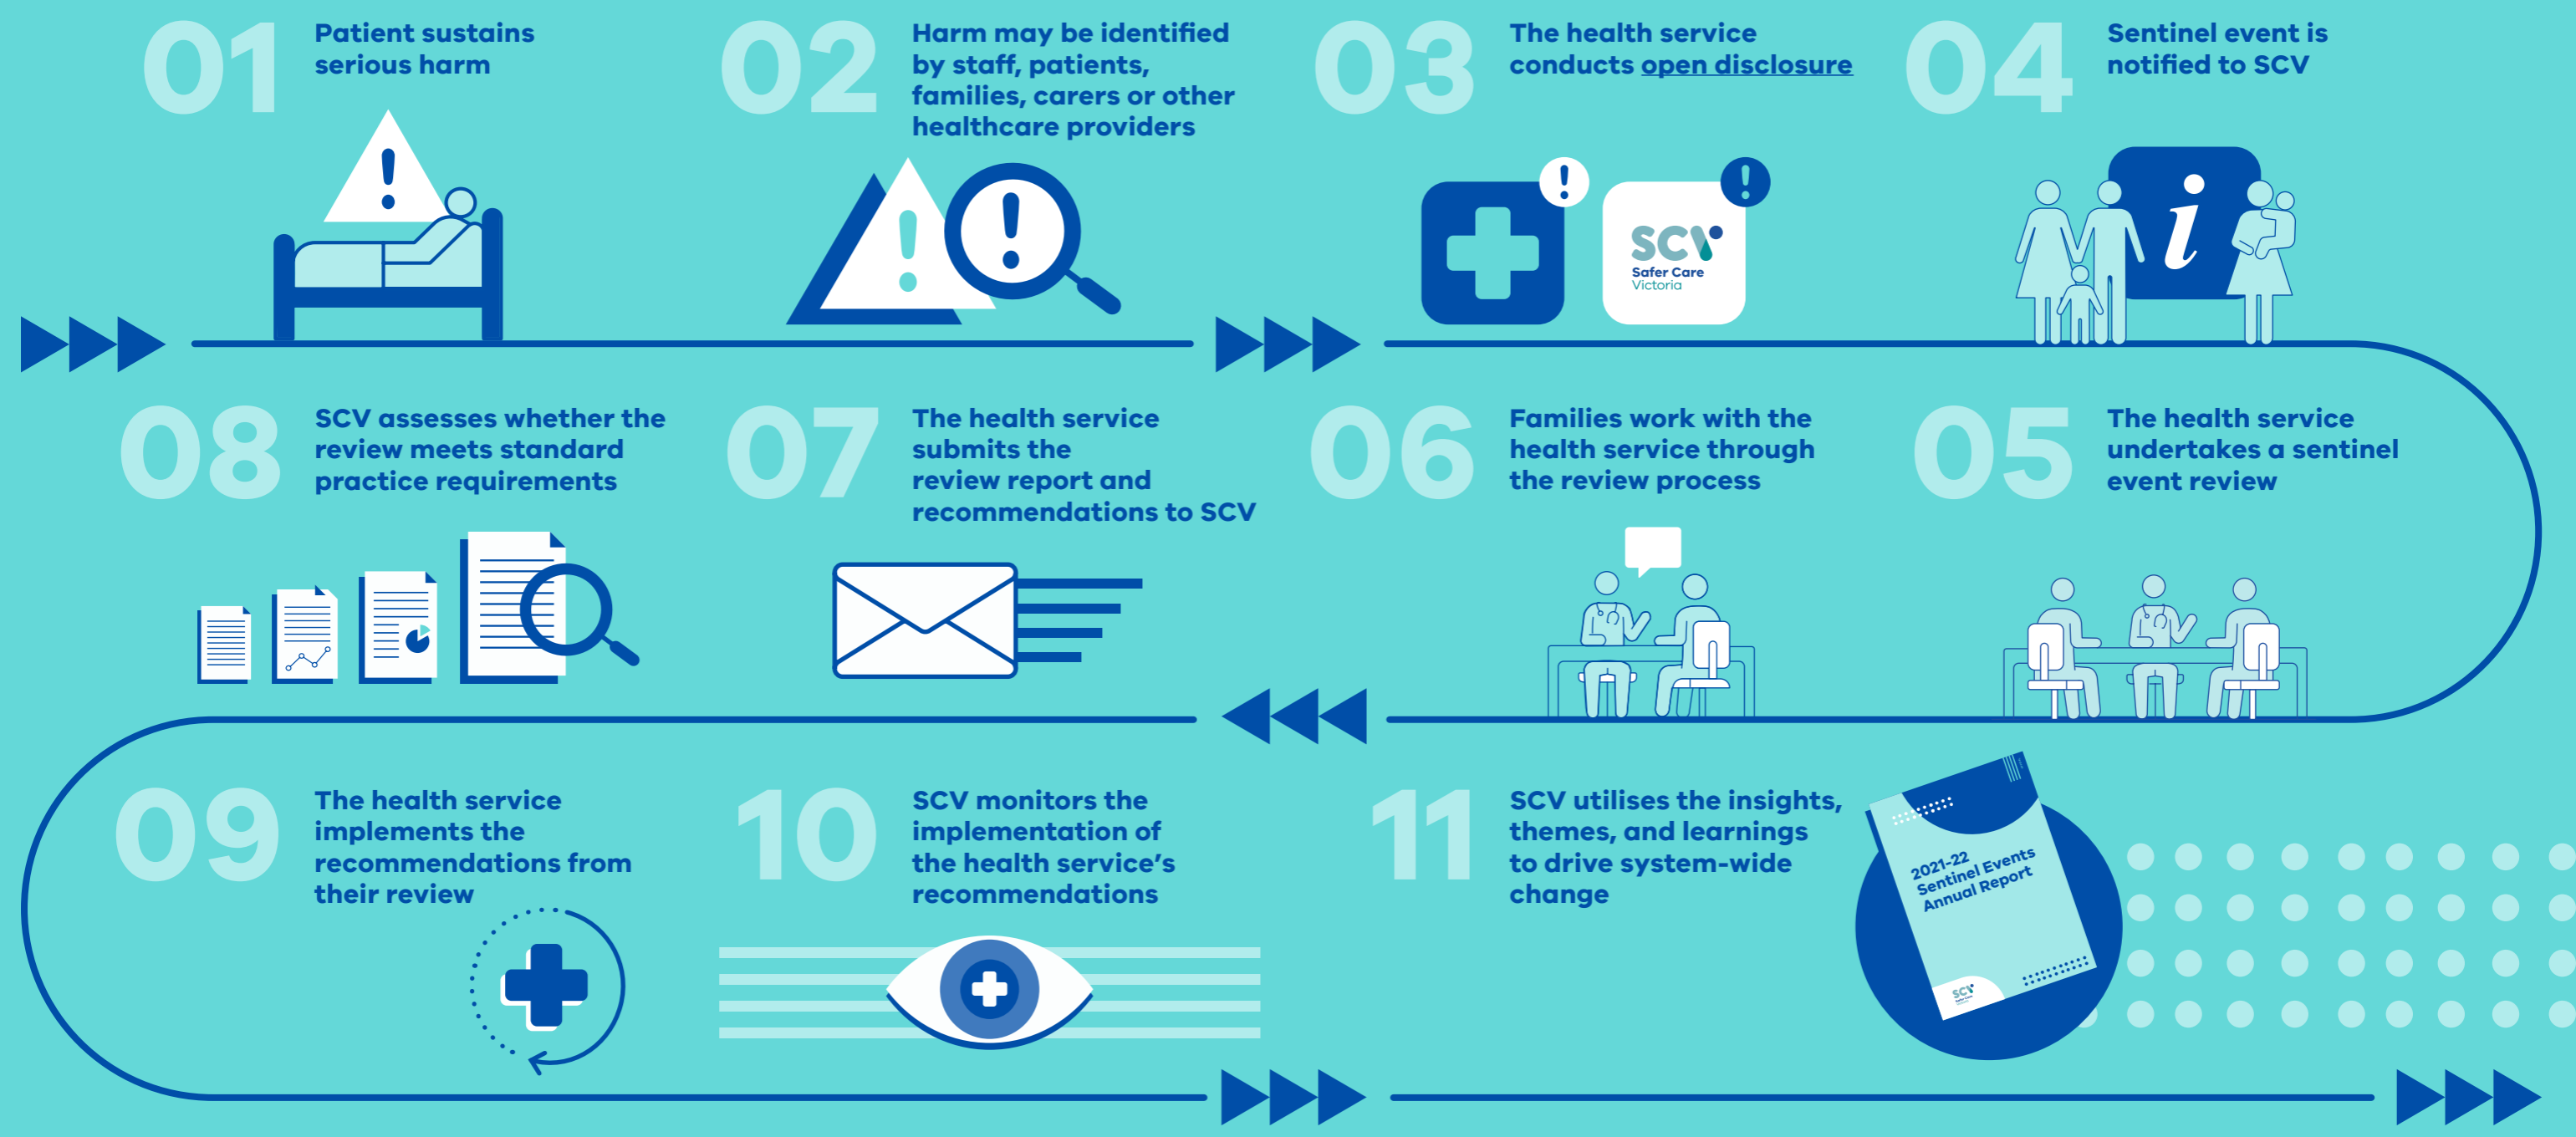 01
Patient sustains
serious harm
02
Harm may be identified
by staff, patients,
families, carers or other
healthcare providers
03
The health service
conducts open disclosure
SCV
Safer Care
Victoria
04
Sentinel event is
notified to SCV
i
05
The health service
undertakes a sentinel
event review
06
Families work with the
health service through
the review process
07
The health service
submits the
review report and
recommendations to SCV
08
SCV assesses whether the
review meets standard
practice requirements
09
The health service
implements the
recommendations from
their review
10
SCV monitors the
implementation of
the health service’s
recommendations
11
SCV utilises the insights,
themes, and learnings
to drive system-wide
change
2021-22
Sentinel Events
Annual Report
SCV